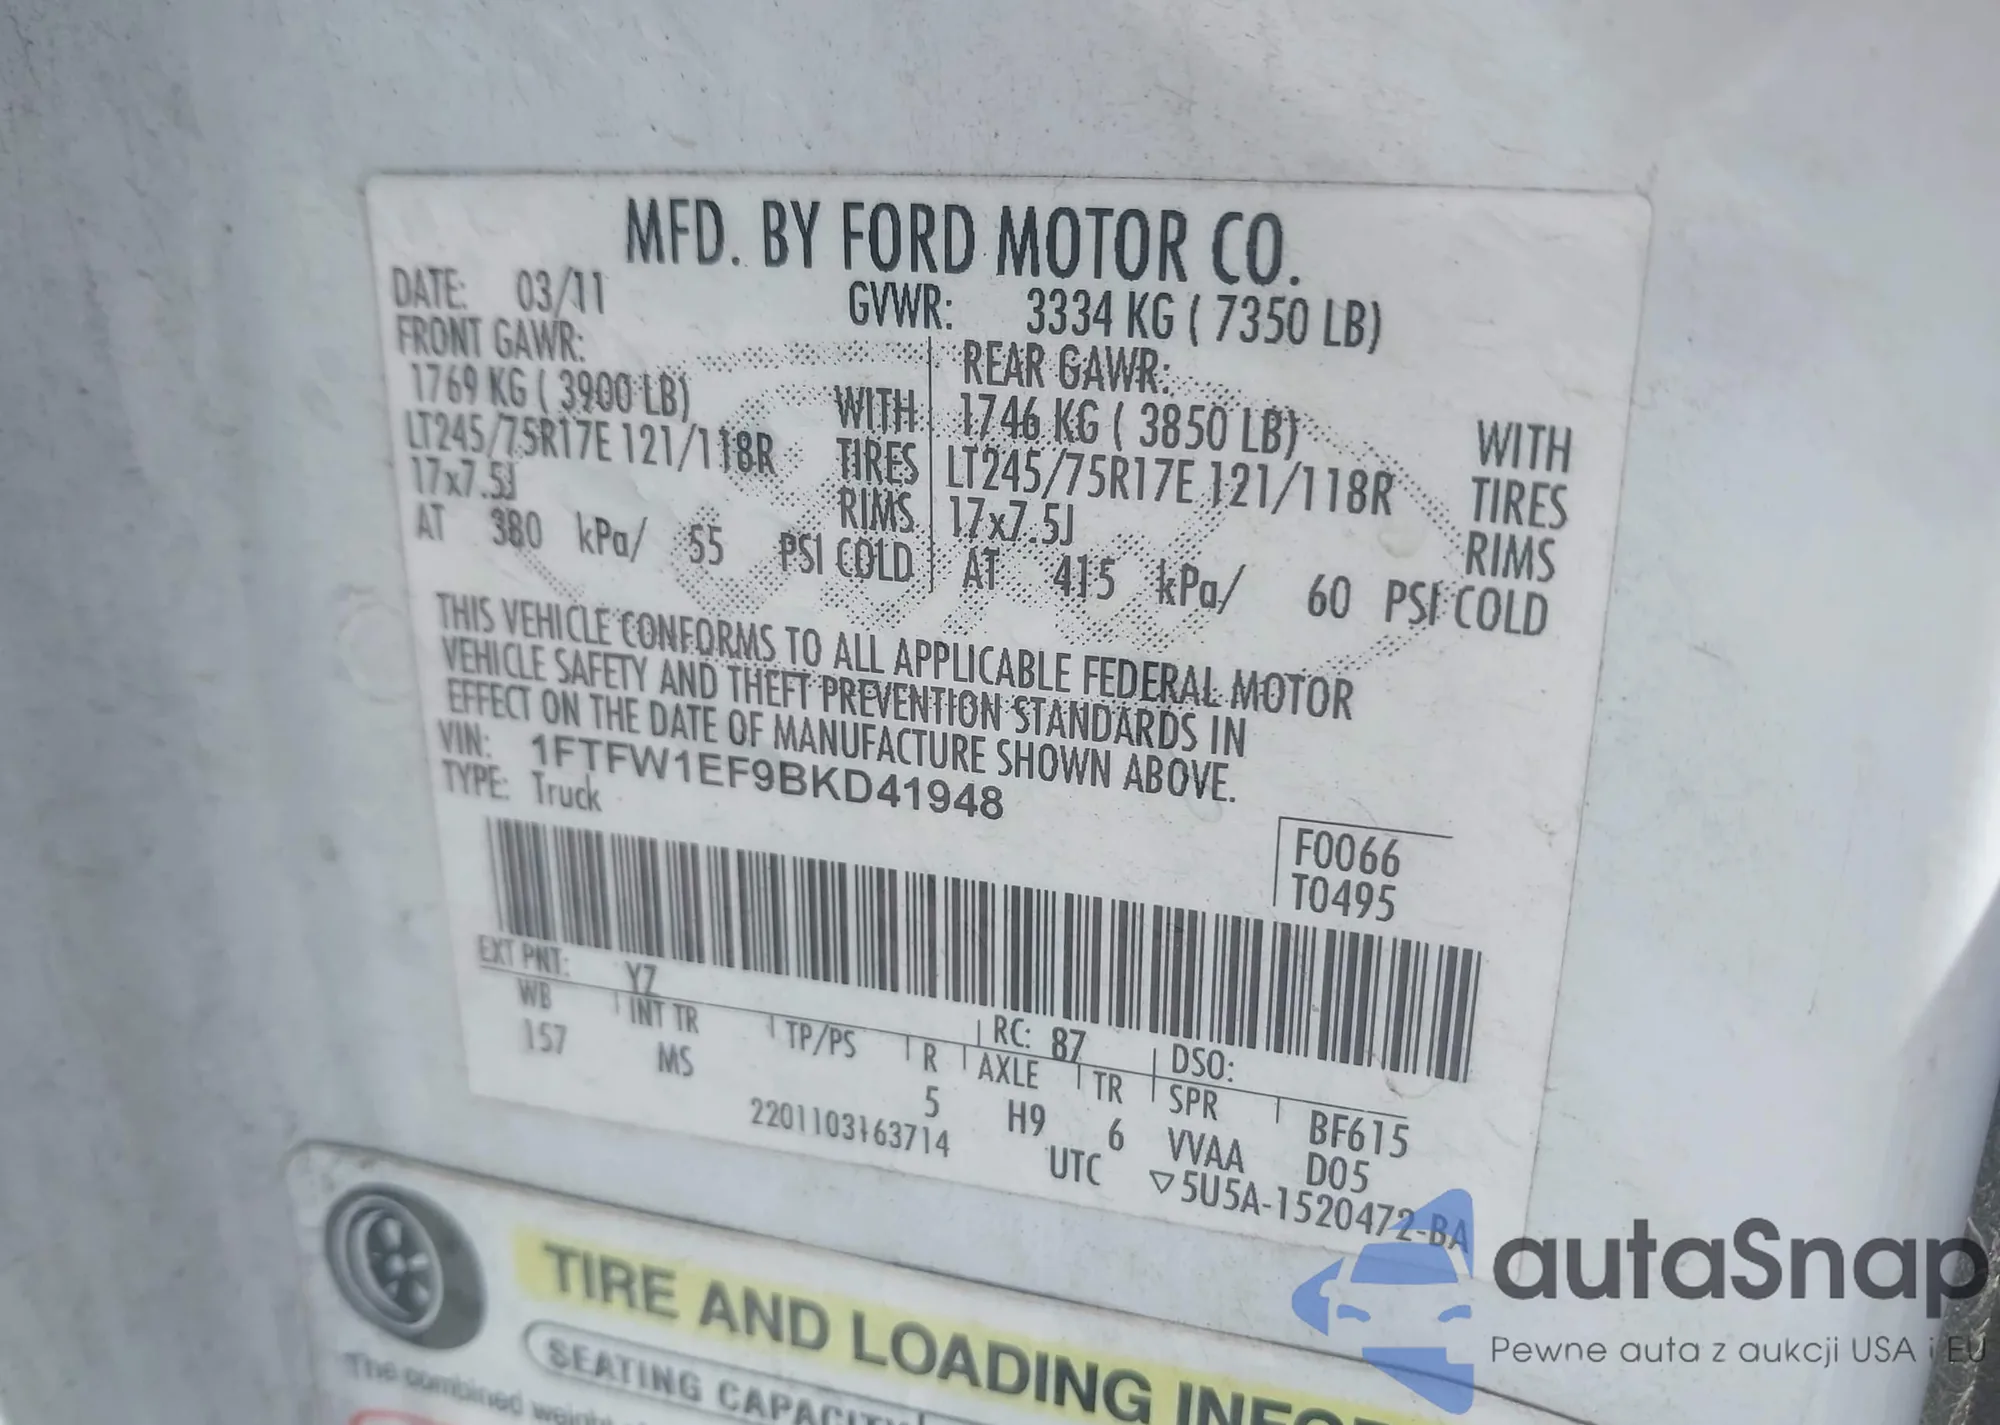 MFD. BY FORD MOTOR CO.
DATE: 03/11 GVWR: 3334 KG ( 7350 LB)
FRONT GAWR: REAR GAWR:
1769 KG ( 3900 LB) WITH 1746 KG ( 3850 LB) WITH
LT245/75R17E 121/118R TIRES LT245/75R17E 121/118R TIRES
17x7.5J RIMS 17x7.5J RIMS
AT 380 kPa/ 55 PSI COLD AT 415 kPa/ 60 PSI COLD
THIS VEHICLE CONFORMS TO ALL APPLICABLE FEDERAL MOTOR
VEHICLE SAFETY AND THEFT PREVENTION STANDARDS IN
EFFECT ON THE DATE OF MANUFACTURE SHOWN ABOVE.
VIN: 1FTFW1EF9BKD41948
TYPE: Truck
F0066
T0495
EXT PNT: YZ RC: 87 DSO:
WB INT TR TP/PS R AXLE TR SPR BF615
157 MS 5 H9 6 VVAA D05
2201103163714 UTC ▽5U5A-1520472-BA
TIRE AND LOADING
SEATING
The combined
autaSnap
Pewne auta z aukcji USA i EU